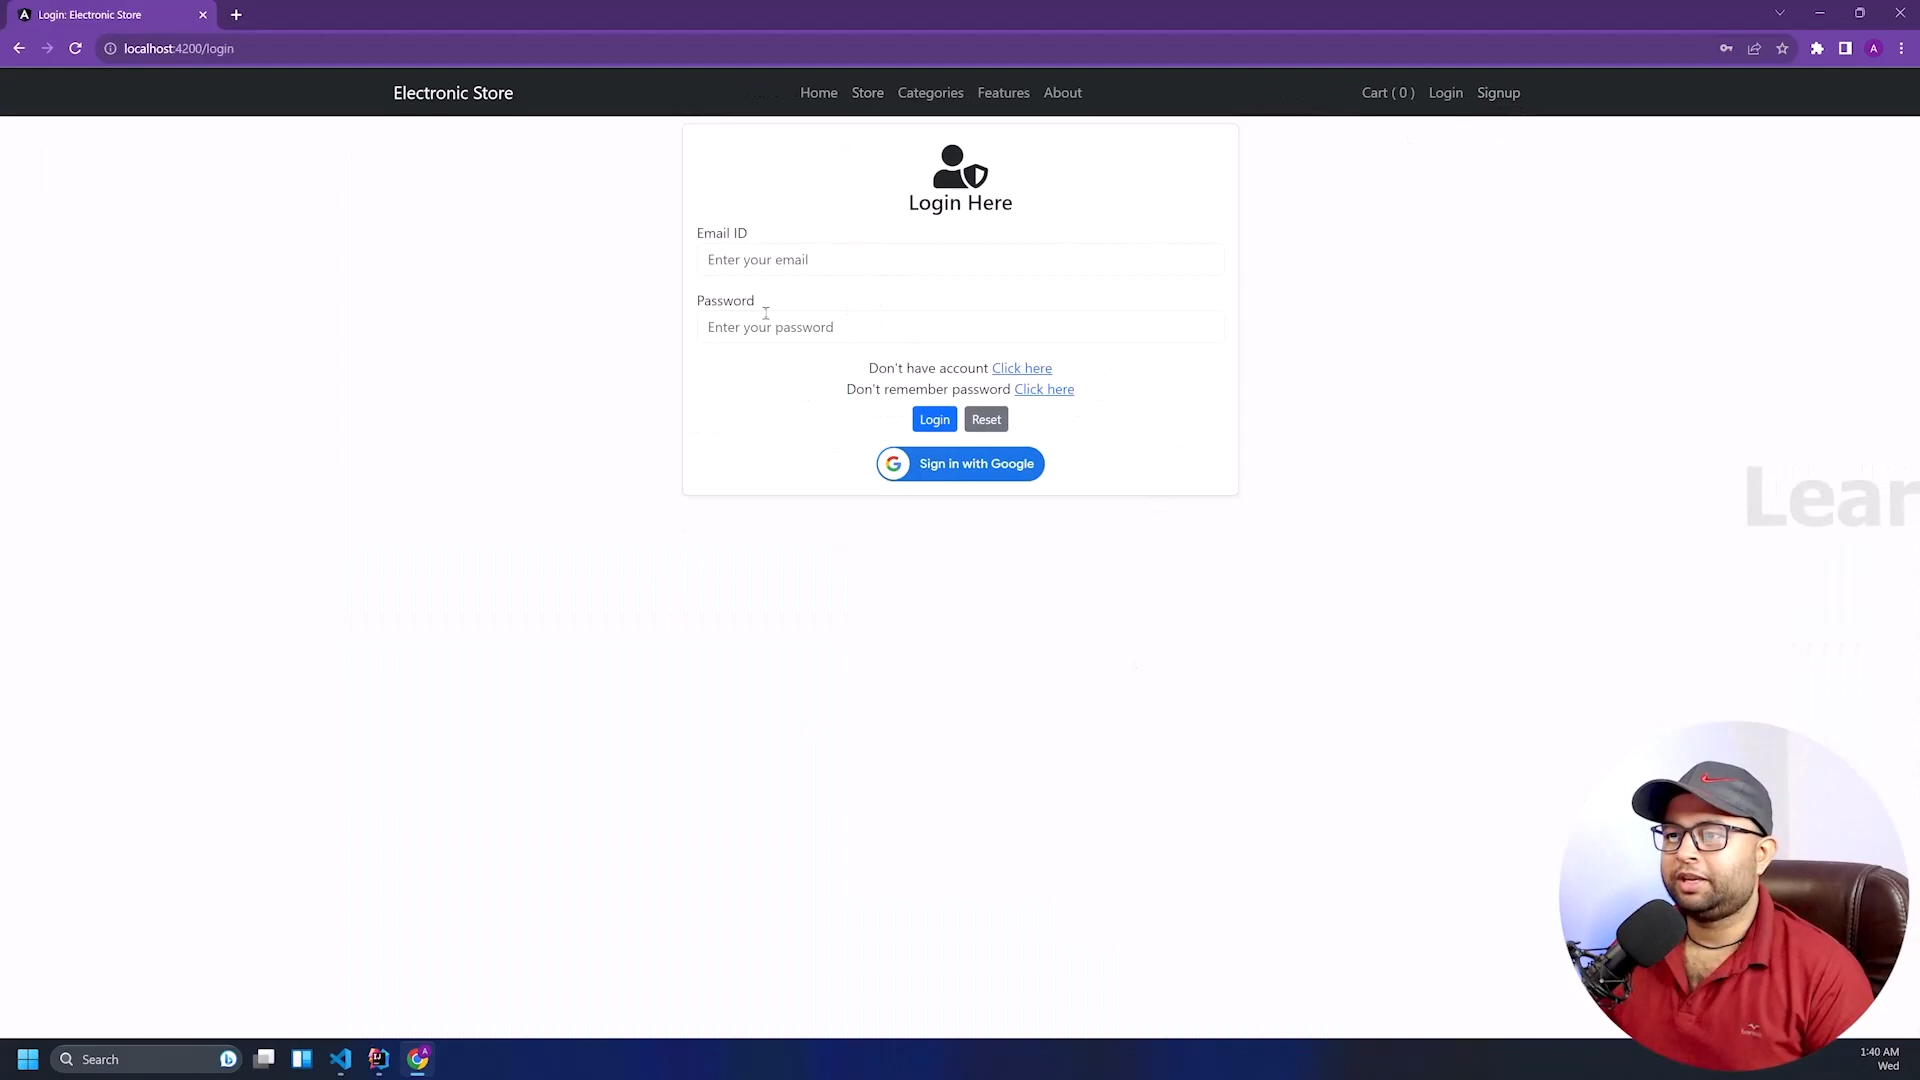 Login: Electronic Store
localhost:4200/login
A
Electronic Store
Home
Store
Categories
Features
About
Cart ( 0 )
Login
Signup
Login Here
Email ID
Enter your email
Password
Enter your password
Don't have account Click here
Don't remember password Click here
Login
Reset
G Sign in with Google
Lear
Search
1:40 AM
Wed